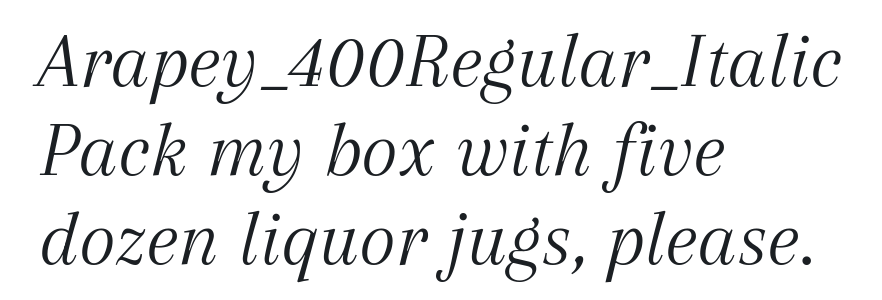 Arapey_400Regular_Italic
Pack my box with five
dozen liquor jugs, please.